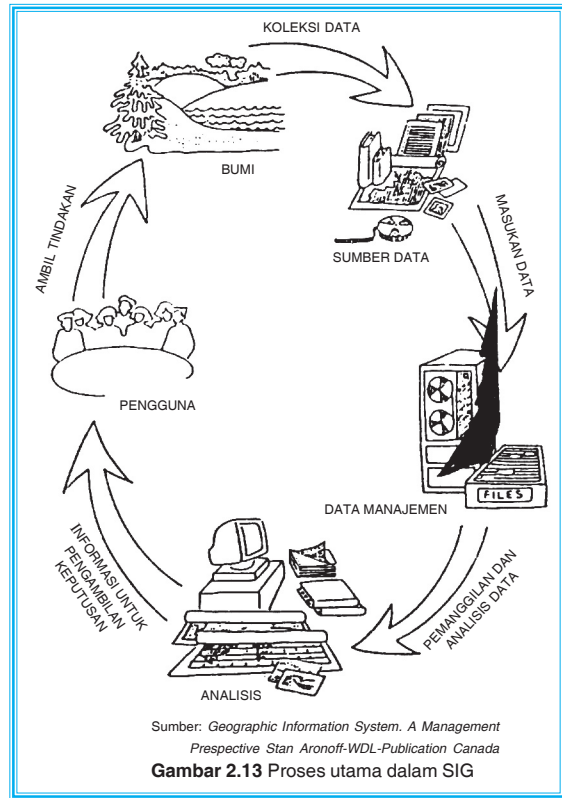 KOLEKSI DATA
BUMI
SUMBER DATA
MASUKAN DATA
FILES
DATA MANAJEMEN
PEMANGGILAN DAN
ANALISIS DATA
ANALISIS
INFORMASI UNTUK
PENGAMBILAN
KEPUTUSAN
PENGGUNA
AMBIL TINDAKAN
Sumber: Geographic Information System. A Management
Prespective Stan Aronoff-WDL-Publication Canada
Gambar 2.13 Proses utama dalam SIG